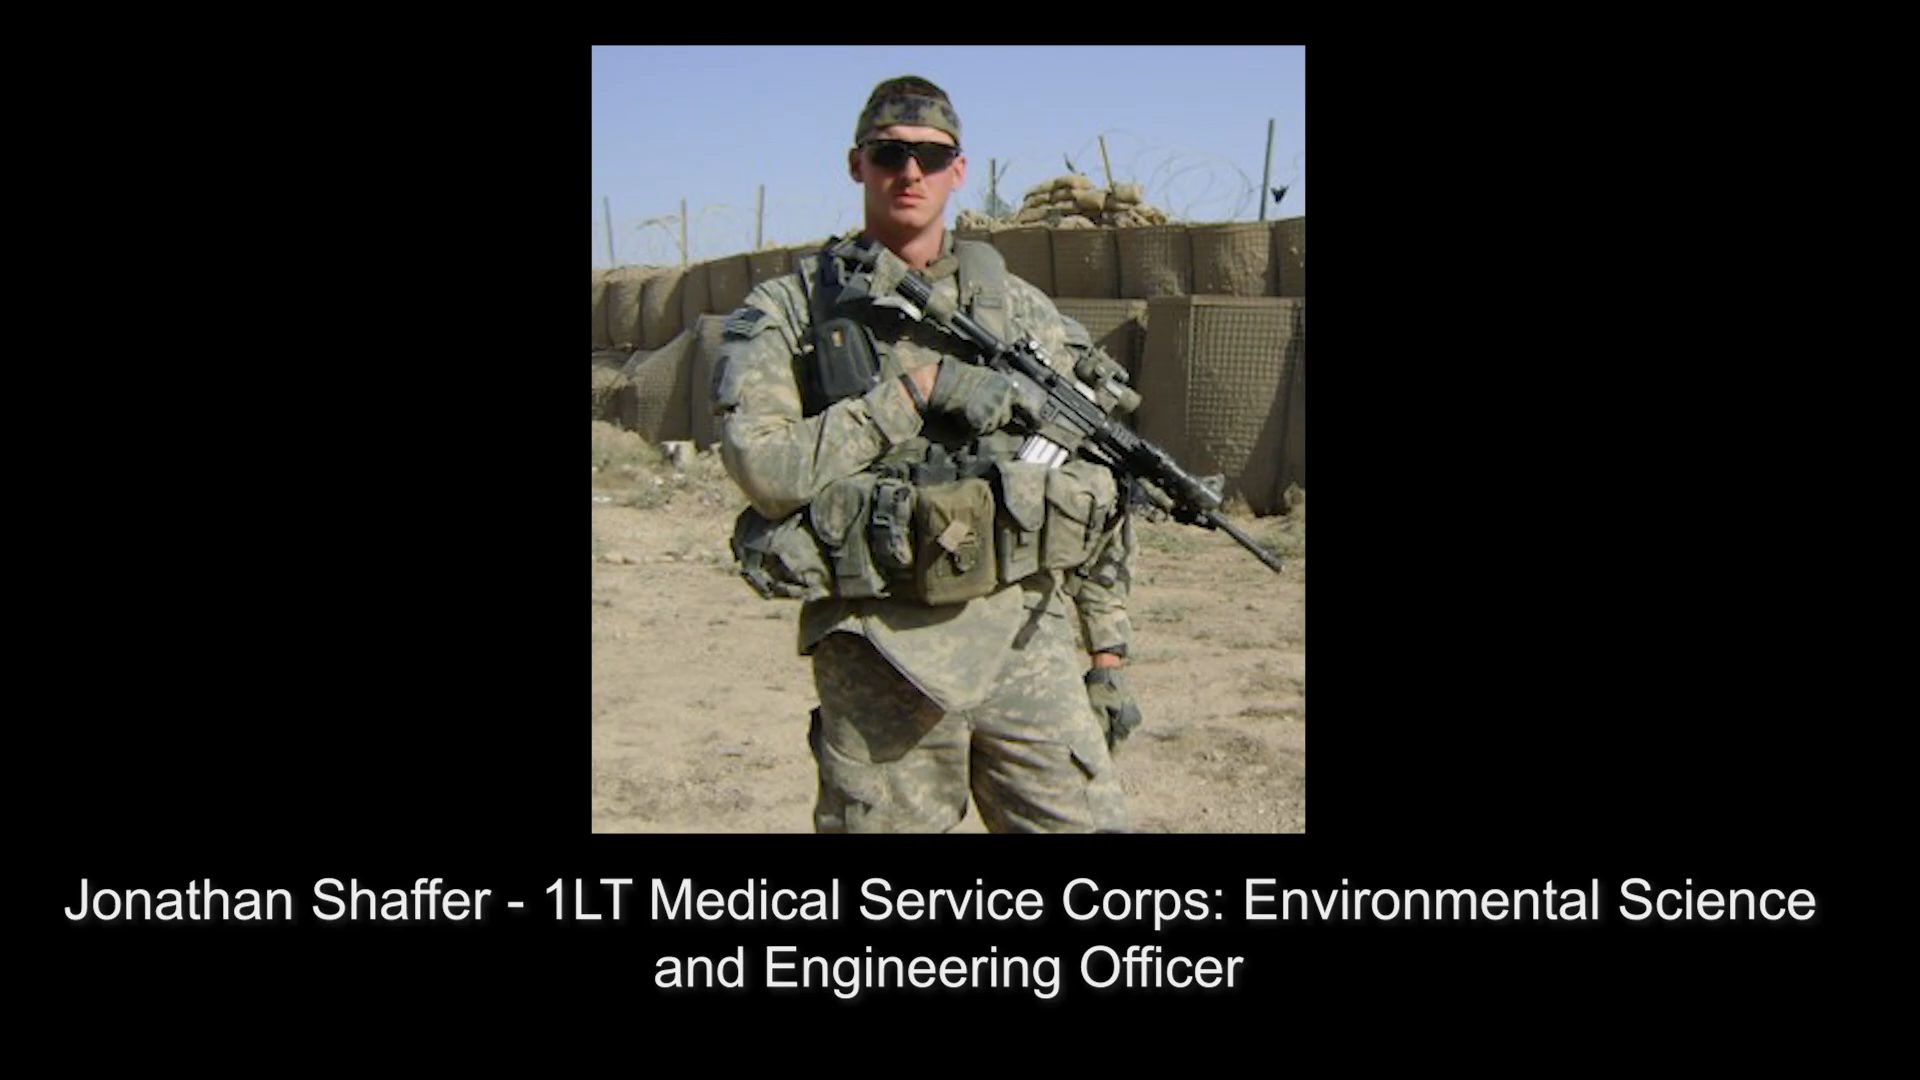 Jonathan Shaffer - 1LT Medical Service Corps: Environmental Science
and Engineering Officer